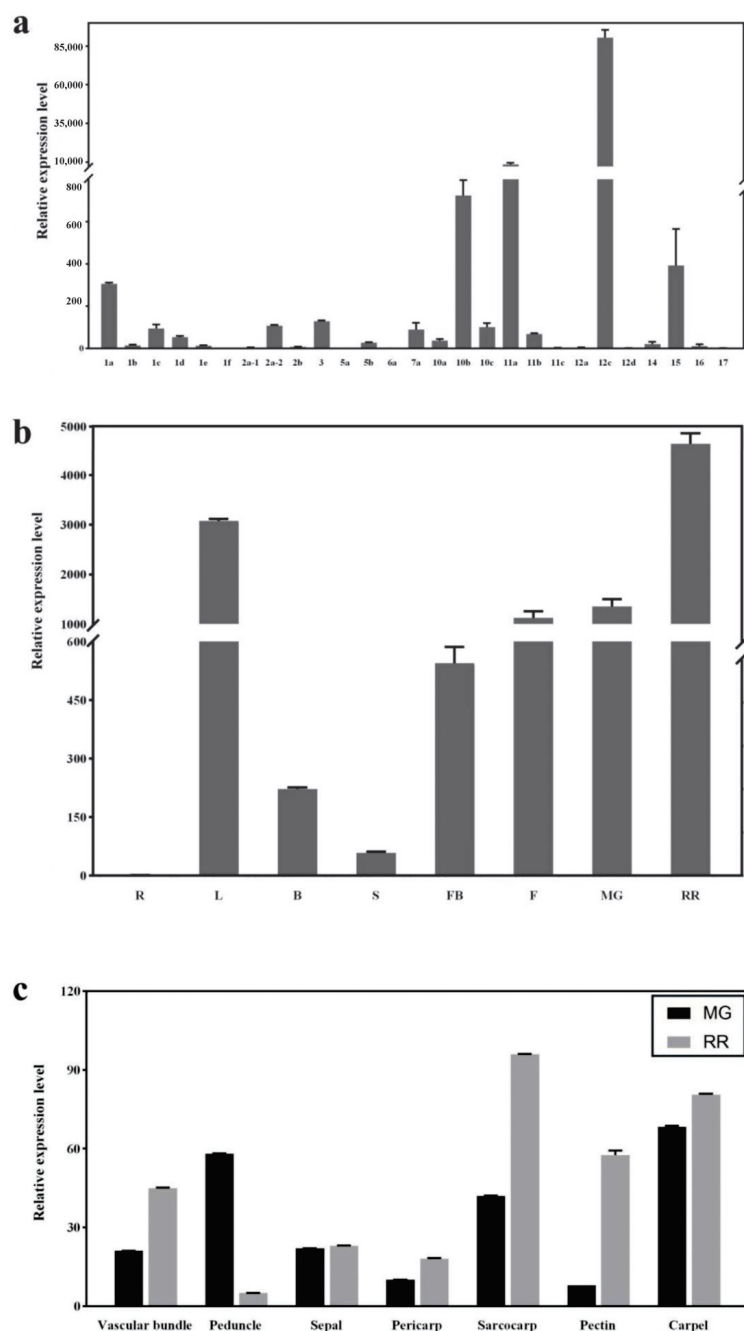 a
Relative expression level
85,000
60,000
35,000
10,000
800
600
400
200
0
1a 1b 1c 1d 1e 1f 2a-1 2a-2 2b 3 5a 5b 6a 7a 10a 10b 10c 11a 11b 11c 12a 12c 12d 14 15 16 17
b
Relative expression level
5000
4000
3000
2000
1000
600
450
300
150
0
R L B S FB F MG RR
c
Relative expression level
120
90
60
30
0
MG
RR
Vascular bundle Peduncle Sepal Pericarp Sarcocarp Pectin Carpel